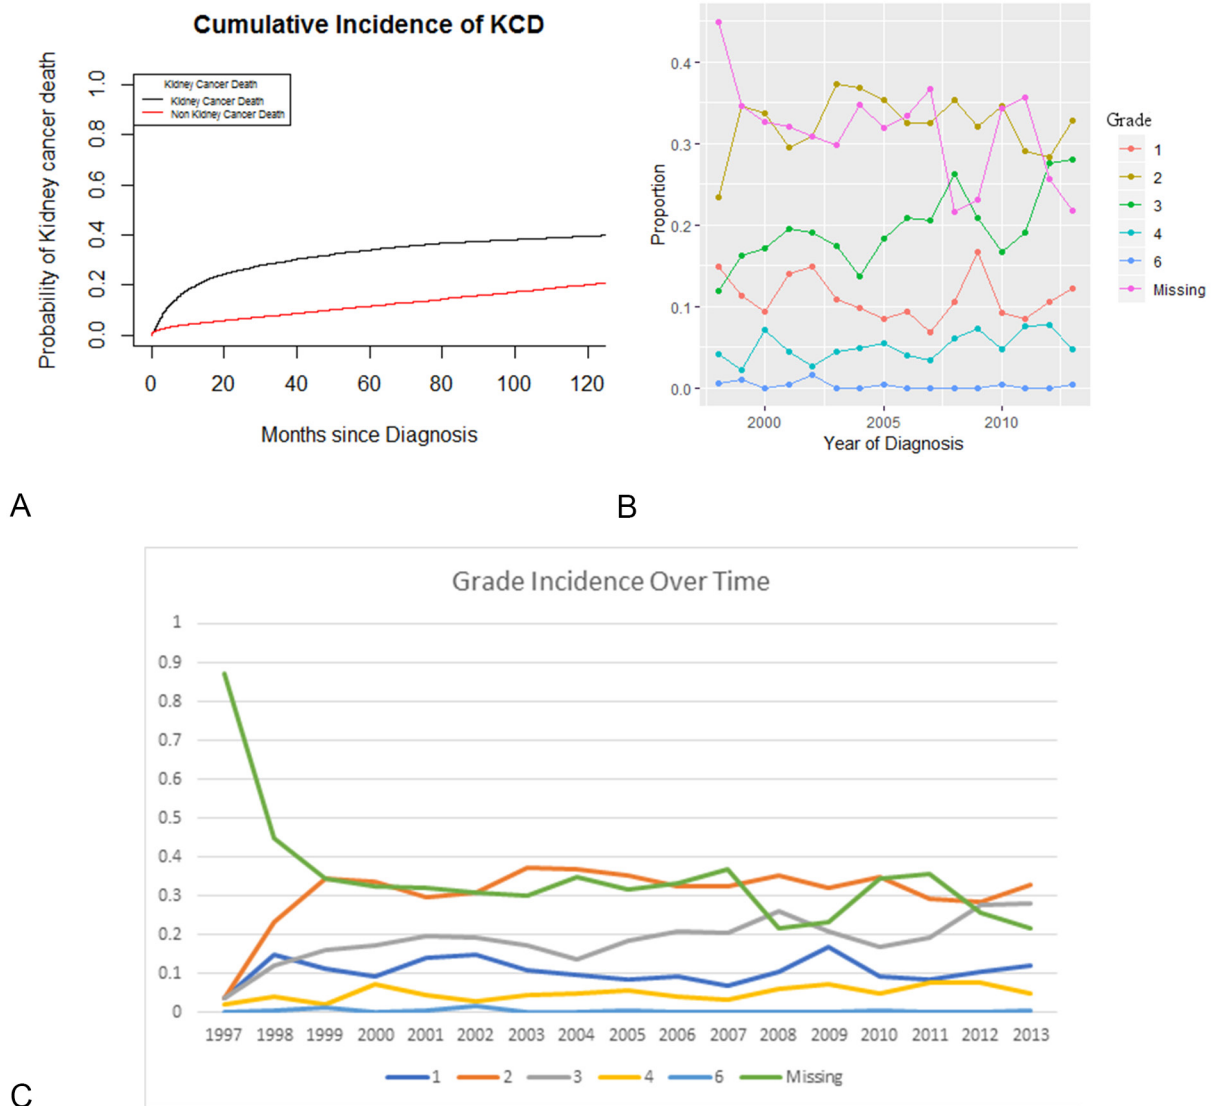 Cumulative Incidence of KCD
Probability of Kidney cancer death
1.0
0.8
0.6
0.4
0.2
0.0
Kidney Cancer Death
Kidney Cancer Death
Non Kidney Cancer Death
0 20 40 60 80 100 120
Months since Diagnosis
A
Proportion
0.4
0.3
0.2
0.1
0.0
2000 2005 2010
Year of Diagnosis
Grade
1
2
3
4
6
Missing
B
Grade Incidence Over Time
1
0.9
0.8
0.7
0.6
0.5
0.4
0.3
0.2
0.1
0
1997 1998 1999 2000 2001 2002 2003 2004 2005 2006 2007 2008 2009 2010 2011 2012 2013
1 2 3 4 6 Missing
C